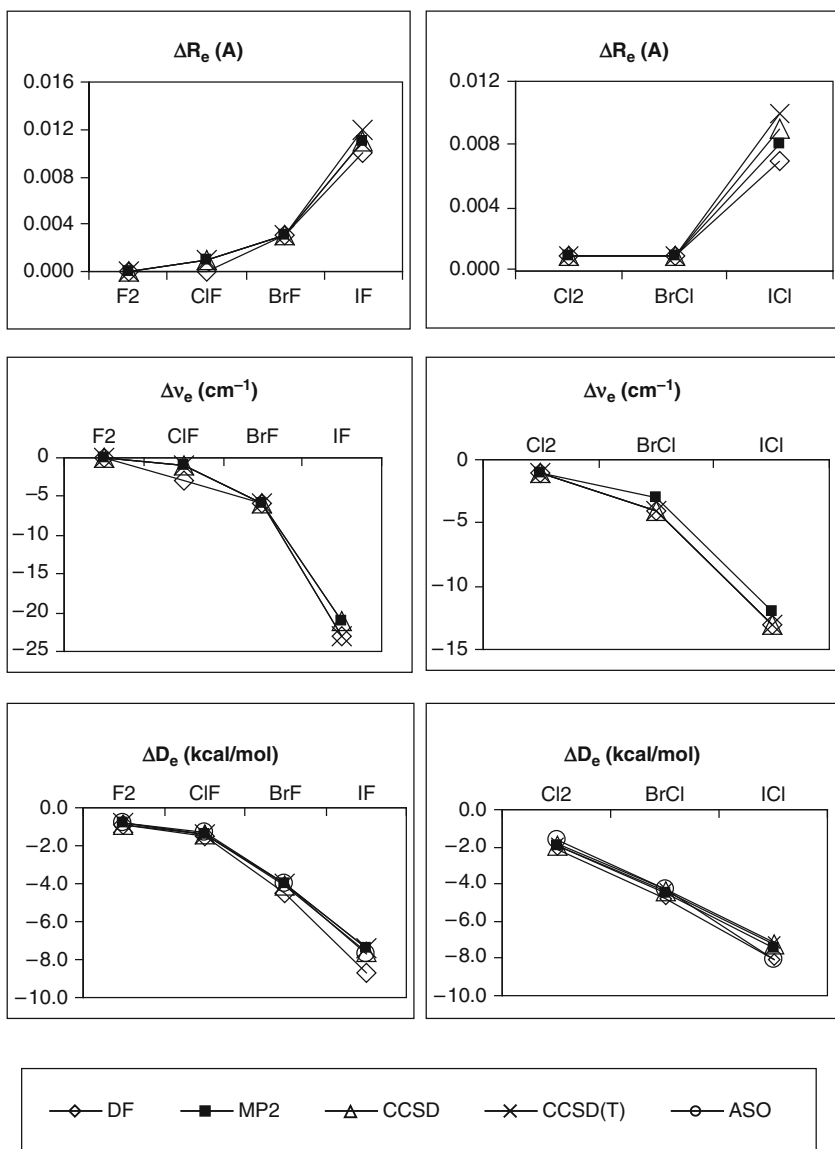 ΔRe (A)
0.016
0.012
0.008
0.004
0.000
F2 ClF BrF IF
ΔRe (A)
0.012
0.008
0.004
0.000
Cl2 BrCl ICl
Δνe (cm−1)
F2 ClF BrF IF
0
−5
−10
−15
−20
−25
Δνe (cm−1)
Cl2 BrCl ICl
0
−5
−10
−15
ΔDe (kcal/mol)
F2 ClF BrF IF
0.0
−2.0
−4.0
−6.0
−8.0
−10.0
ΔDe (kcal/mol)
Cl2 BrCl ICl
0.0
−2.0
−4.0
−6.0
−8.0
−10.0
DF MP2 CCSD CCSD(T) ASO